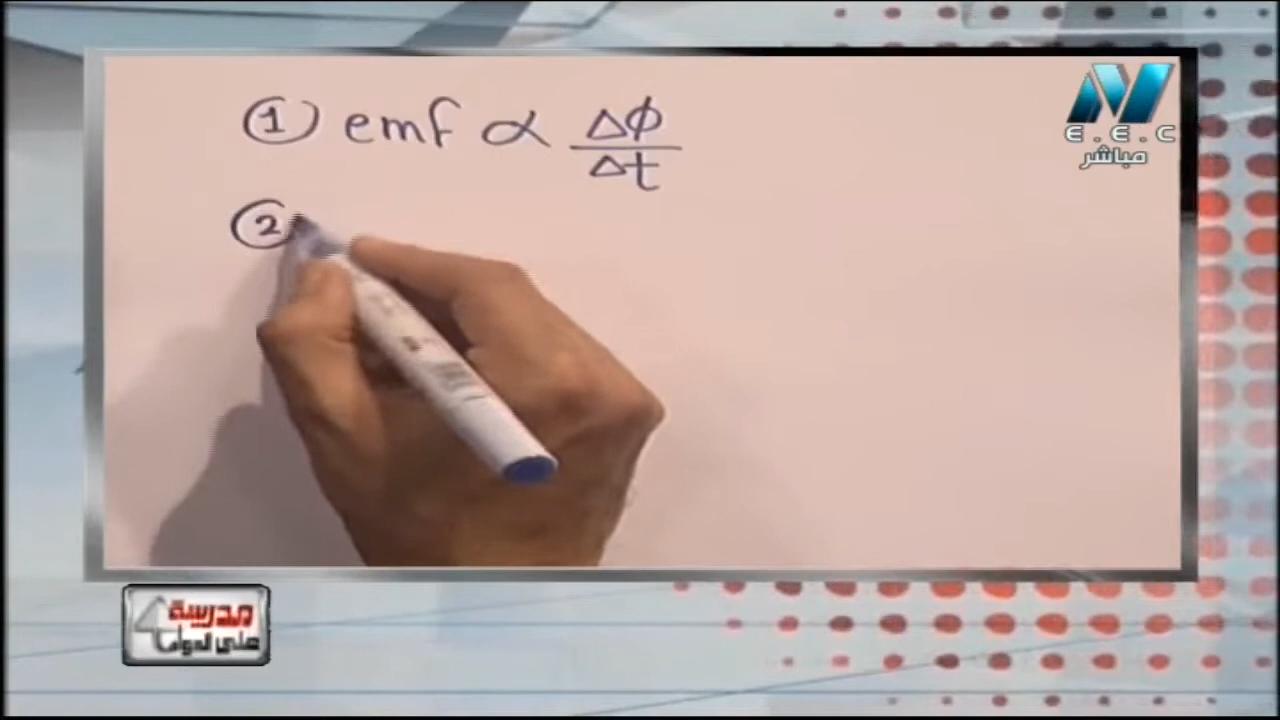 ① emf ∝ Δϕ/Δt
②
E.E.C
مباشر
مدرسة
على الهواء